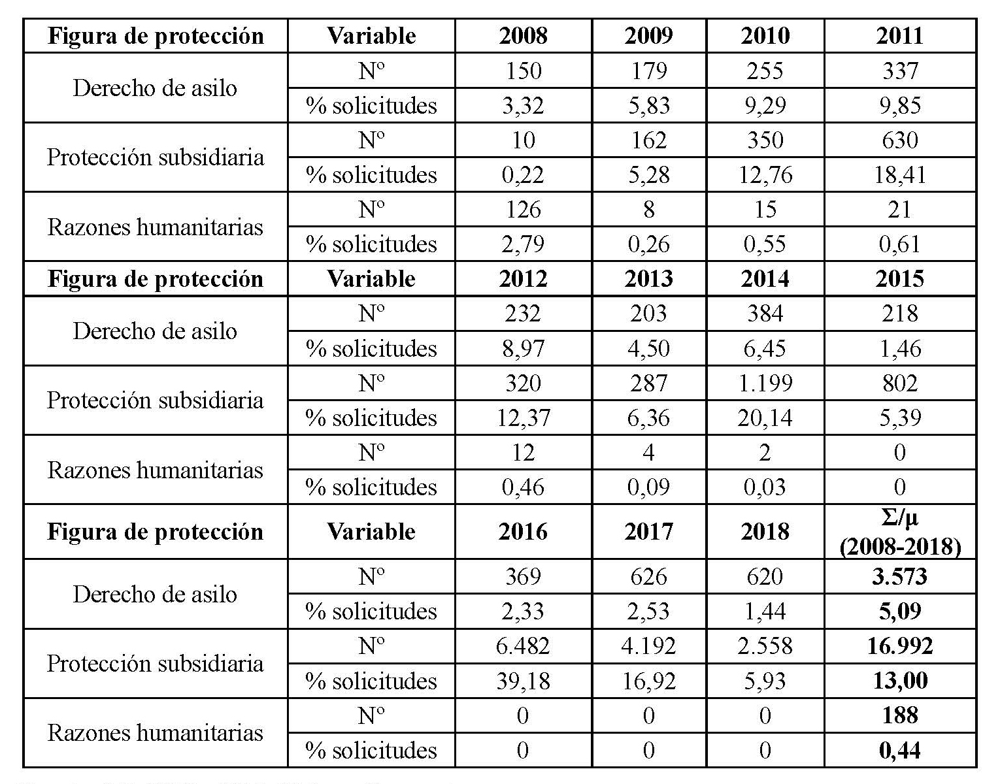 Figura de protección Variable 2008 2009 2010 2011
Derecho de asilo
Nº 150 179 255 337
% solicitudes 3,32 5,83 9,29 9,85
Protección subsidiaria
Nº 10 162 350 630
% solicitudes 0,22 5,28 12,76 18,41
Razones humanitarias
Nº 126 8 15 21
% solicitudes 2,79 0,26 0,55 0,61
Figura de protección Variable 2012 2013 2014 2015
Derecho de asilo
Nº 232 203 384 218
% solicitudes 8,97 4,50 6,45 1,46
Protección subsidiaria
Nº 320 287 1.199 802
% solicitudes 12,37 6,36 20,14 5,39
Razones humanitarias
Nº 12 4 2 0
% solicitudes 0,46 0,09 0,03 0
Figura de protección Variable 2016 2017 2018 Σ/μ
(2008-2018)
Derecho de asilo
Nº 369 626 620 3.573
% solicitudes 2,33 2,53 1,44 5,09
Protección subsidiaria
Nº 6.482 4.192 2.558 16.992
% solicitudes 39,18 16,92 5,93 13,00
Razones humanitarias
Nº 0 0 0 188
% solicitudes 0 0 0 0,44